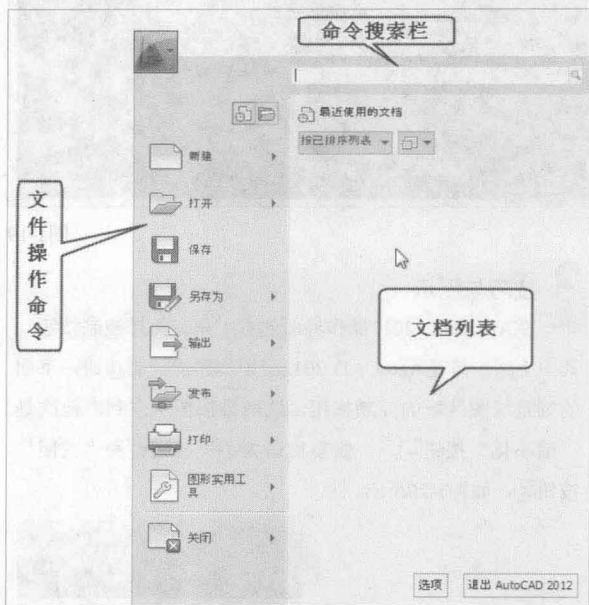 命令搜索栏
最近使用的文档
按已排序列表
新建
打开
保存
另存为
输出
发布
打印
图形实用工
具
关闭
文件操作命令
文档列表
选项
退出 AutoCAD 2012